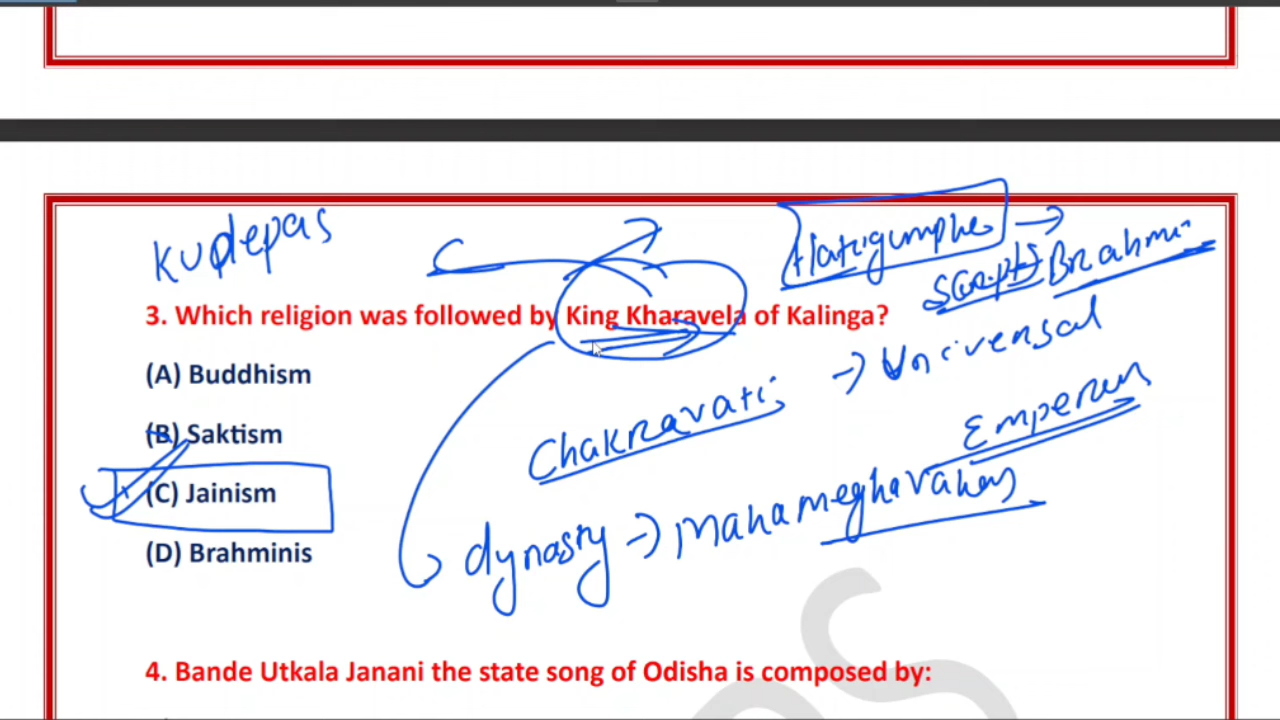 Kudepas
Hatigumphe →
Script → Brahmi
3. Which religion was followed by King Kharavela of Kalinga?
(A) Buddhism
→ Universal
Emperor
Chakravati
(B) Saktism
(C) Jainism
dynasty → Mahameghavahan
(D) Brahminis
4. Bande Utkala Janani the state song of Odisha is composed by: